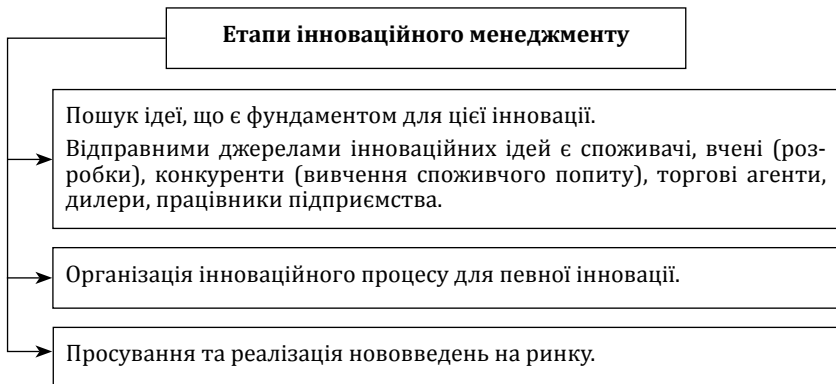 Етапи інноваційного менеджменту
Пошук ідеї, що є фундаментом для цієї інновації.
Відправними джерелами інноваційних ідей є споживачі, вчені (роз-
робки), конкуренти (вивчення споживчого попиту), торгові агенти,
дилери, працівники підприємства.
Організація інноваційного процесу для певної інновації.
Просування та реалізація нововведень на ринку.